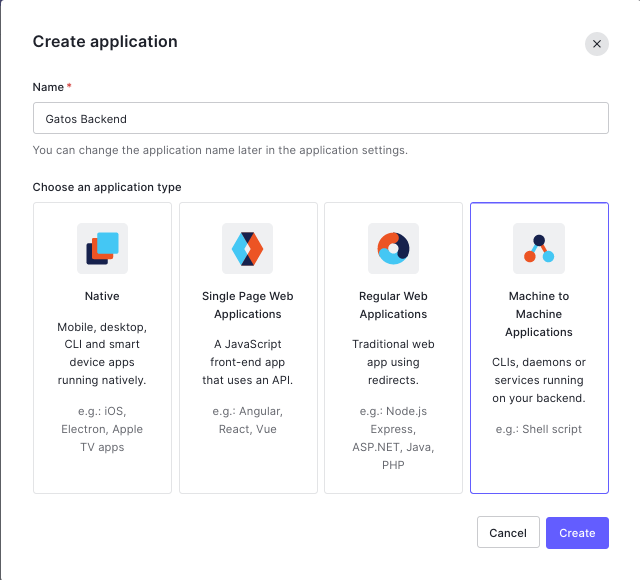 Create application
Name *
Gatos Backend
You can change the application name later in the application settings.
Choose an application type
Native
Mobile, desktop,
CLI and smart
device apps
running natively.
e.g.: iOS,
Electron, Apple
TV apps
Single Page Web
Applications
A JavaScript
front-end app
that uses an API.
e.g.: Angular,
React, Vue
Regular Web
Applications
Traditional web
app using
redirects.
e.g.: Node.js
Express,
ASP.NET, Java,
PHP
Machine to
Machine
Applications
CLIs, daemons or
services running
on your backend.
e.g.: Shell script
Cancel
Create